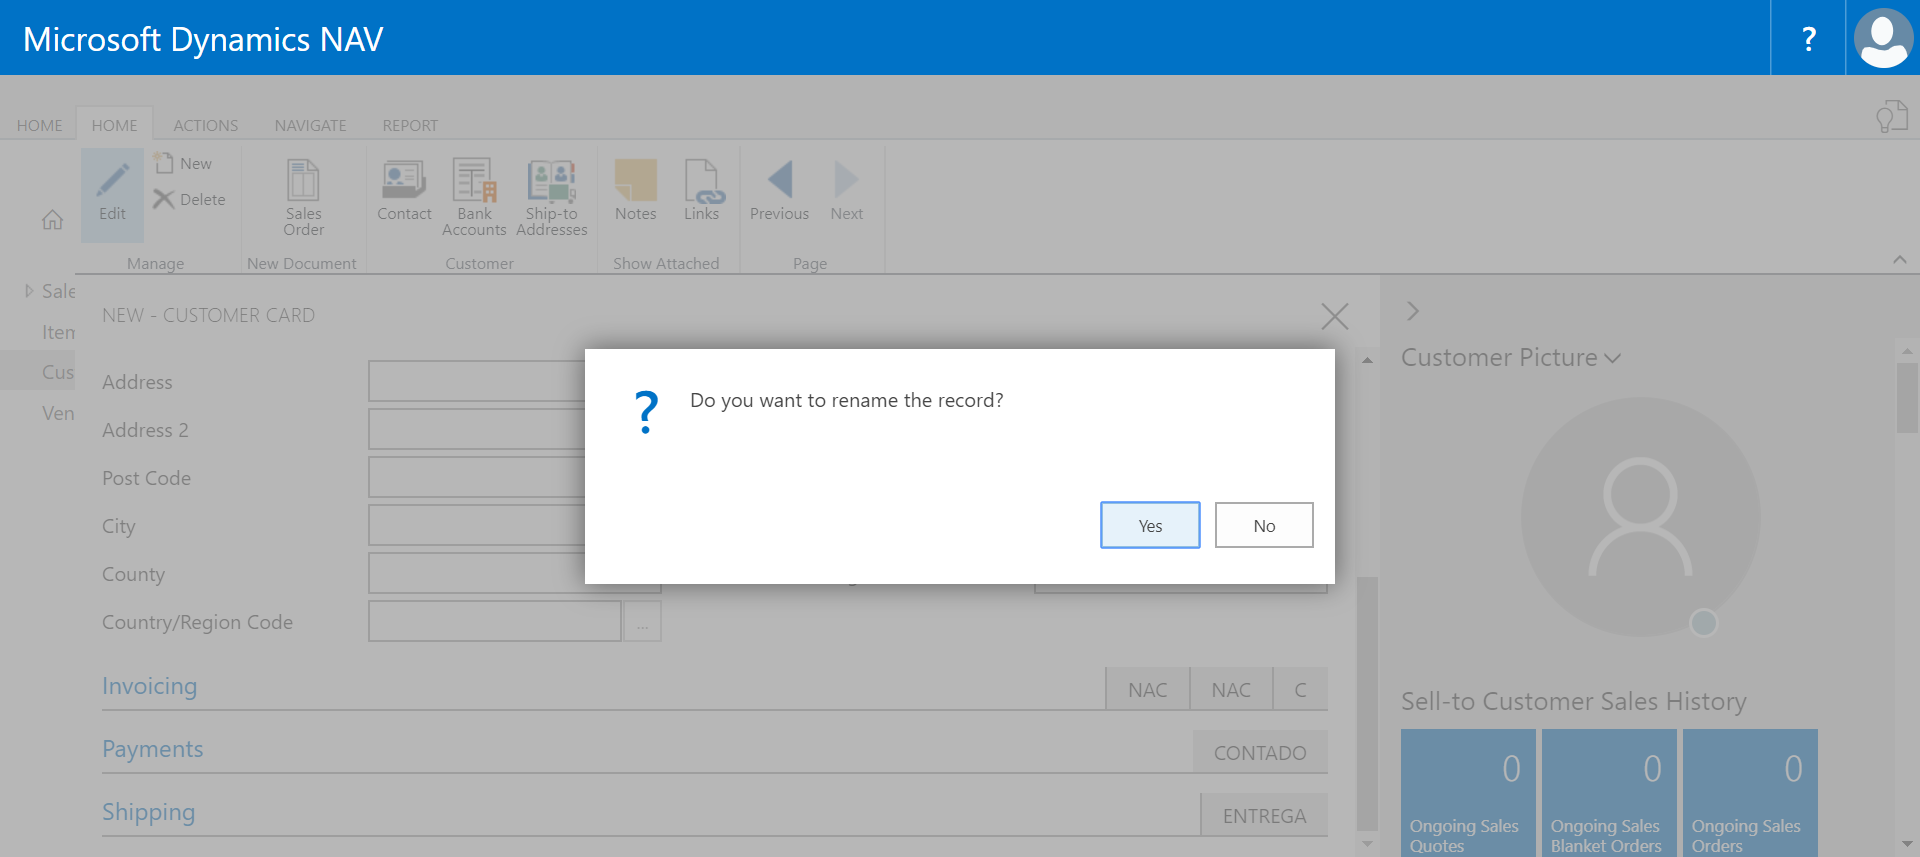 Microsoft Dynamics NAV
?
HOME
HOME
ACTIONS
NAVIGATE
REPORT
Edit
New
Delete
Manage
Sales
Order
New Document
Contact
Bank
Accounts
Ship-to
Addresses
Customer
Notes
Links
Show Attached
Previous
Next
Page
Sale
Item
Cus
Ven
NEW - CUSTOMER CARD
Address
Address 2
Post Code
City
County
Country/Region Code
...
?
Do you want to rename the record?
Yes
No
Invoicing
NAC
NAC
C
Payments
CONTADO
Shipping
ENTREGA
Customer Picture
Sell-to Customer Sales History
0
Ongoing Sales
Quotes
0
Ongoing Sales
Blanket Orders
0
Ongoing Sales
Orders